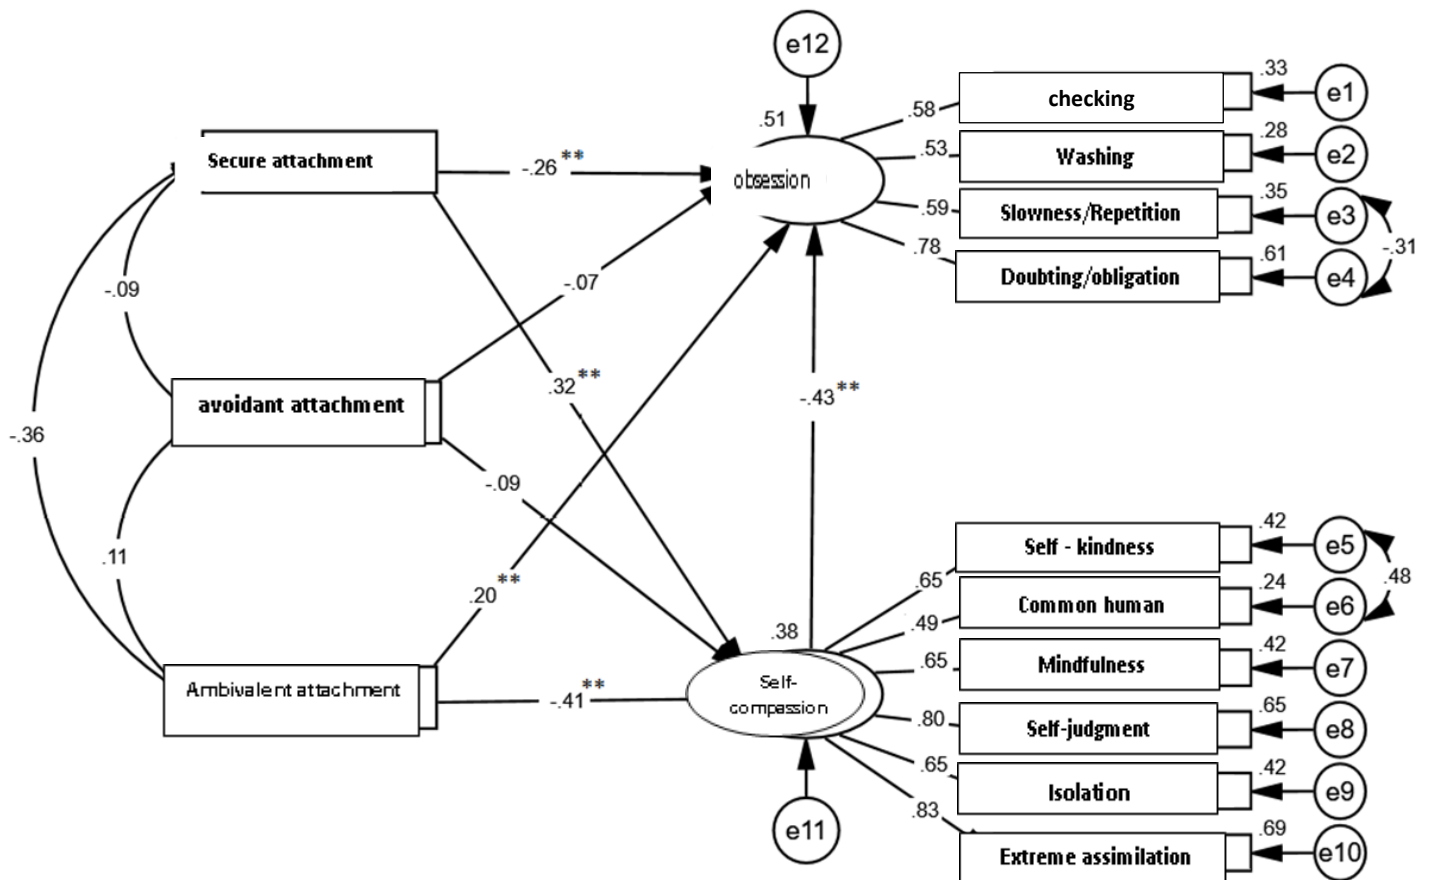 e12
.51
.58
checking
.33
e1
.53
Washing
.28
e2
Secure attachment
-.26**
obsession
.59
Slowness/Repetition
.35
e3
-.31
.78
Doubting/obligation
.61
e4
-.09
-.07
.32**
-.43**
avoidant attachment
-.36
-.09
.11
.20**
.38
.65
Self - kindness
.42
e5
.48
.49
Common human
.24
e6
.65
Mindfulness
.42
e7
Ambivalent attachment
-.41**
Self-
compassion
.80
Self-judgment
.65
e8
.65
Isolation
.42
e9
.83
Extreme assimilation
.69
e10
e11